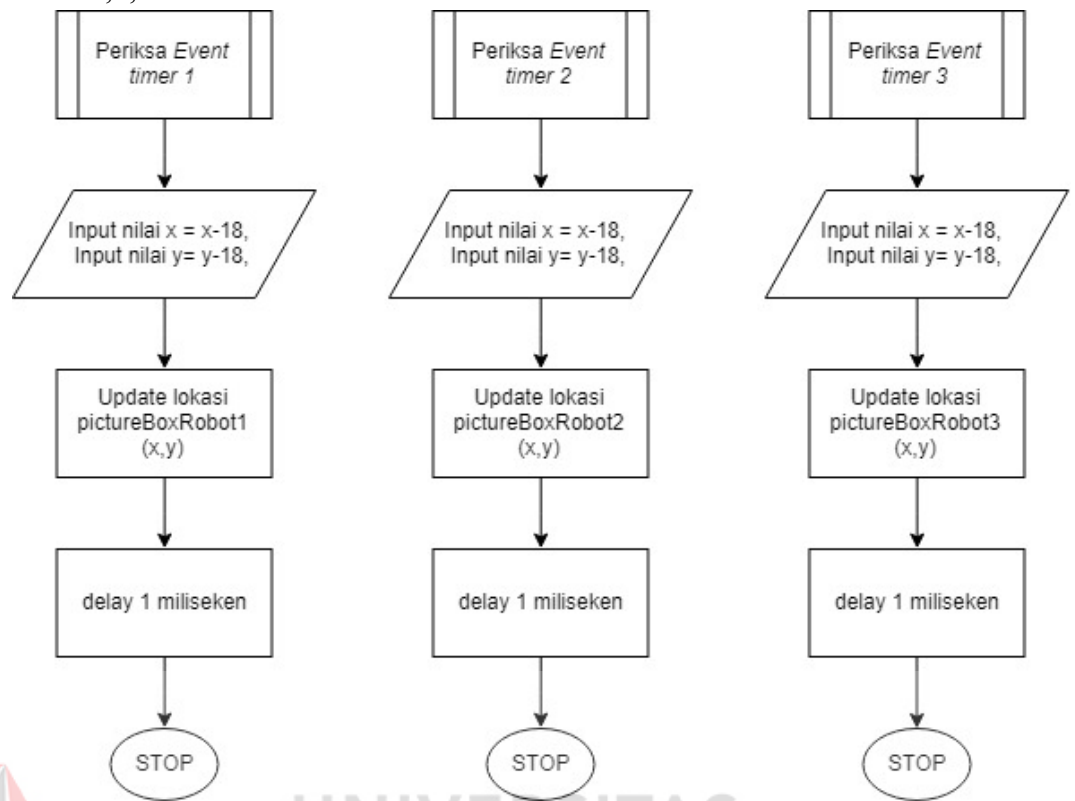 Periksa Event
timer 1
Input nilai x = x-18,
Input nilai y= y-18,
Update lokasi
pictureBoxRobot1
(x,y)
delay 1 miliseken
STOP
Periksa Event
timer 2
Input nilai x = x-18,
Input nilai y= y-18,
Update lokasi
pictureBoxRobot2
(x,y)
delay 1 miliseken
STOP
Periksa Event
timer 3
Input nilai x = x-18,
Input nilai y= y-18,
Update lokasi
pictureBoxRobot3
(x,y)
delay 1 miliseken
STOP
UNIVERSITAS